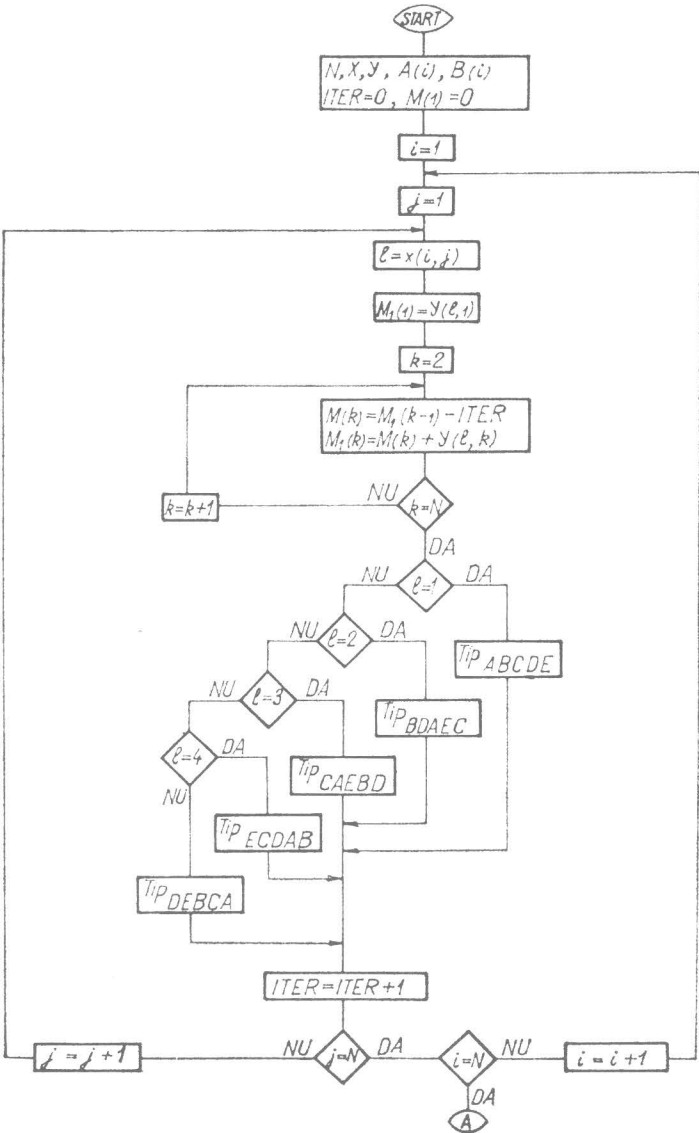 START
N, X, Y, A(i), B(i)
ITER=0, M(1)=0
i=1
j=1
ℓ=x(i,j)
M₁(1)=Y(ℓ,1)
k=2
M(k)=M₁(k-1)-ITER
M₁(k)=M(k)+Y(ℓ,k)
NU
k=k+1
k=N
DA
NU
ℓ=1
DA
NU
ℓ=2
DA
Tip ABCDE
NU
ℓ=3
DA
Tip BDAEC
ℓ=4
DA
NU
Tip CAEBD
Tip ECDAB
Tip DEBCA
ITER=ITER+1
j=j+1
NU
j=N
DA
i=N
NU
i=i+1
DA
A